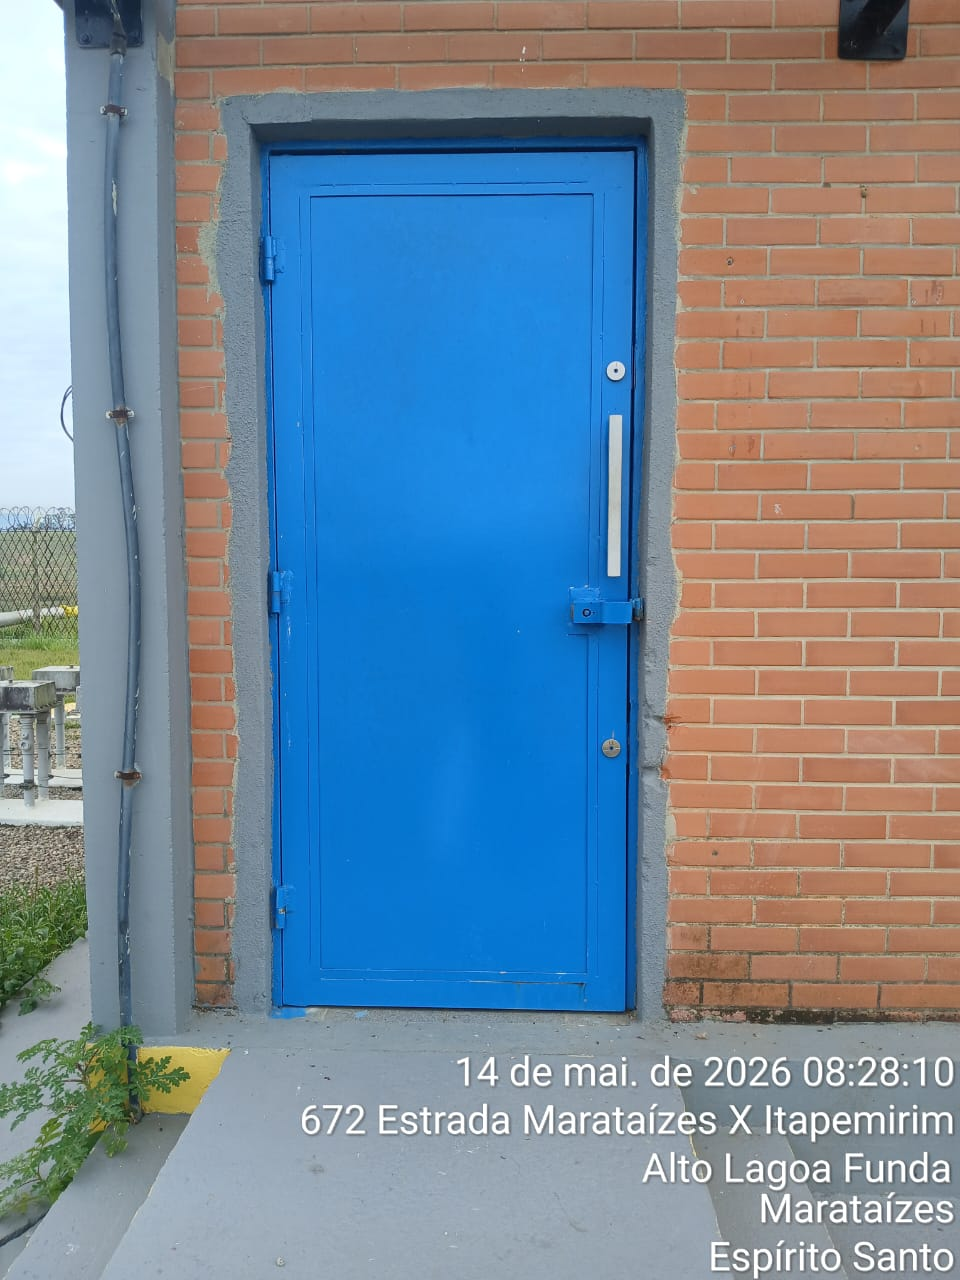 14 de mai. de 2026 08:28:10
672 Estrada Marataízes X Itapemirim
Alto Lagoa Funda
Marataízes
Espírito Santo